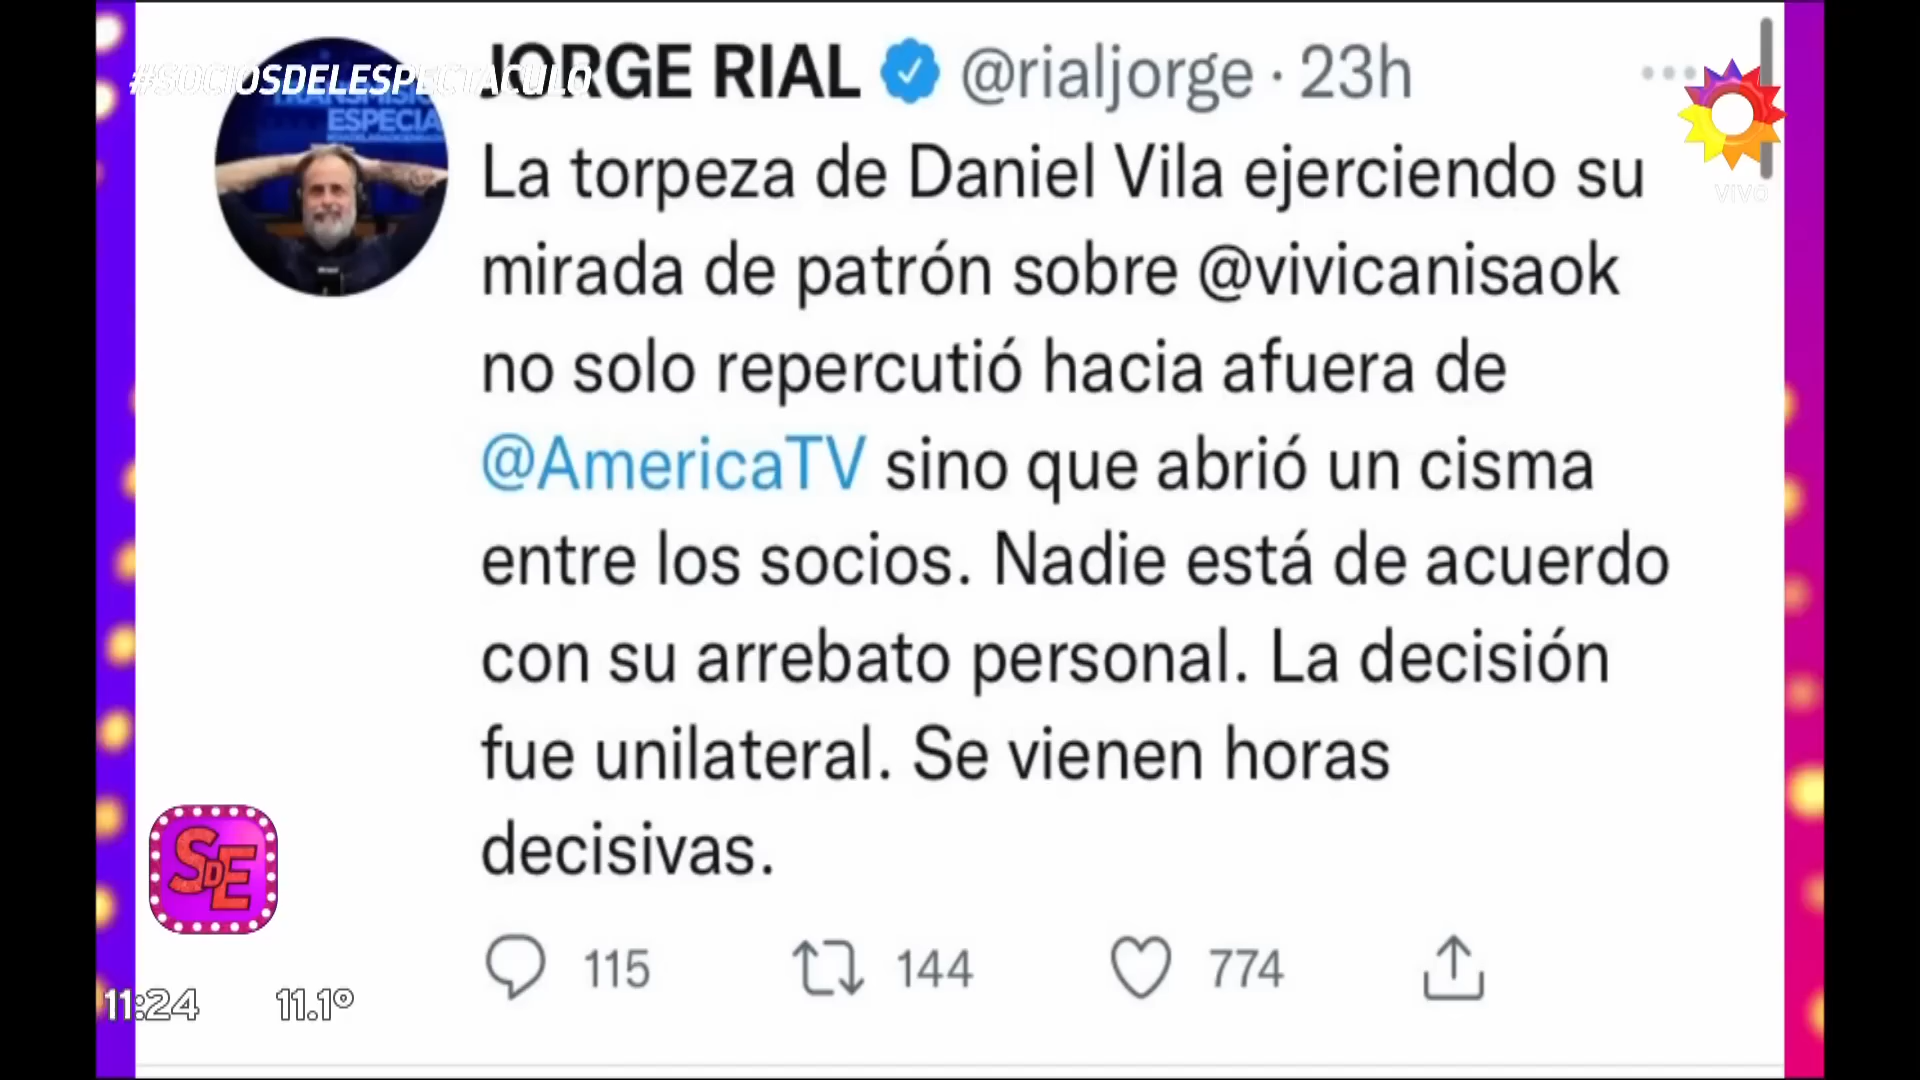 #SOCIOSDELESPECTACULO
JORGE RIAL @rialjorge · 23h
ESPECIA
La torpeza de Daniel Vila ejerciendo su
mirada de patrón sobre @vivicanisaok
no solo repercutió hacia afuera de
@AmericaTV sino que abrió un cisma
entre los socios. Nadie está de acuerdo
con su arrebato personal. La decisión
fue unilateral. Se vienen horas
decisivas.
115 144 774
VIVO
SDE
11:24 11.1°